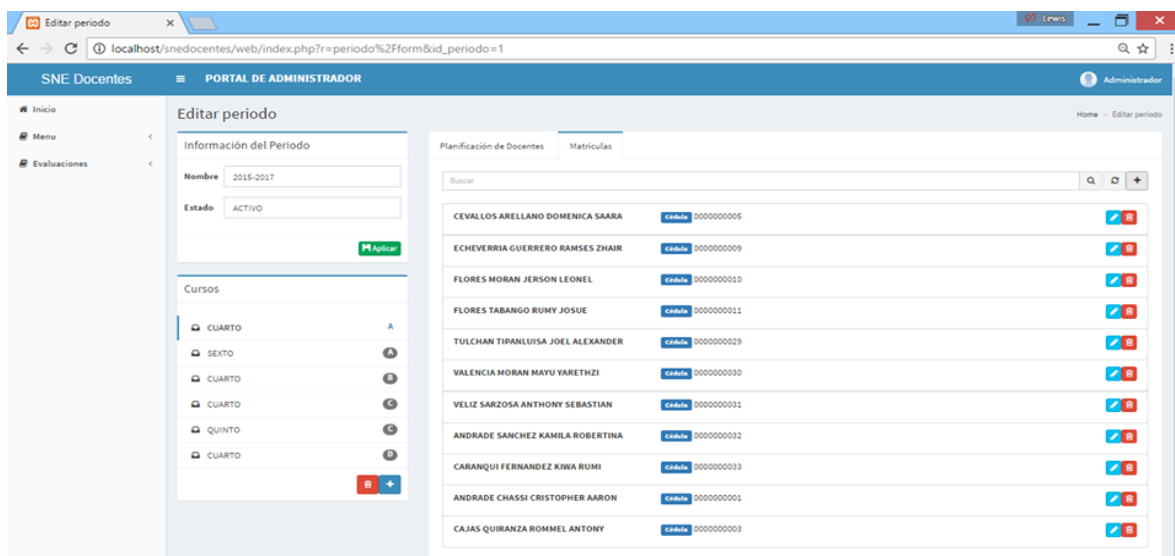 Editar periodo
Lewis
localhost/snedocentes/web/index.php?r=periodo%2Fform&id_periodo=1
SNE Docentes
PORTAL DE ADMINISTRADOR
Administrador
Inicio
Menu
Evaluaciones
Editar periodo
Home > Editar periodo
Información del Periodo
Nombre 2015-2017
Estado ACTIVO
Aplicar
Cursos
CUARTO A
SEXTO A
CUARTO B
CUARTO C
QUINTO C
CUARTO D
Planificación de Docentes Matriculas
Buscar
CEVALLOS ARELLANO DOMENICA SAARA Cédula 0000000005
ECHEVERRIA GUERRERO RAMSES ZHAIR Cédula 0000000009
FLORES MORAN JERSON LEONEL Cédula 0000000010
FLORES TABANGO RUMY JOSUE Cédula 0000000011
TULCHAN TIPANLUISA JOEL ALEXANDER Cédula 0000000029
VALENCIA MORAN MAYU YARETHZI Cédula 0000000030
VELIZ SARZOSA ANTHONY SEBASTIAN Cédula 0000000031
ANDRADE SANCHEZ KAMILA ROBERTINA Cédula 0000000032
CARANQUI FERNANDEZ KIWA RUMI Cédula 0000000033
ANDRADE CHASSI CRISTOPHER AARON Cédula 0000000001
CAJAS QUIRANZA ROMMEL ANTONY Cédula 0000000003